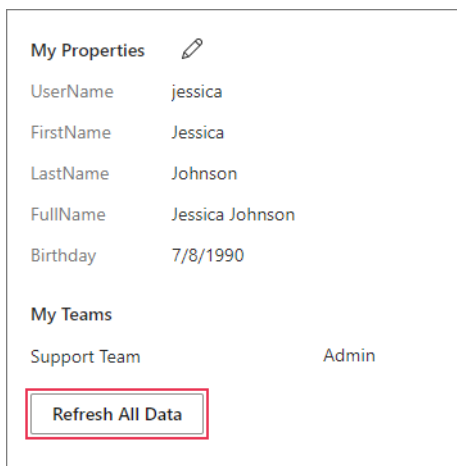 My Properties
UserName jessica
FirstName Jessica
LastName Johnson
FullName Jessica Johnson
Birthday 7/8/1990
My Teams
Support Team Admin
Refresh All Data